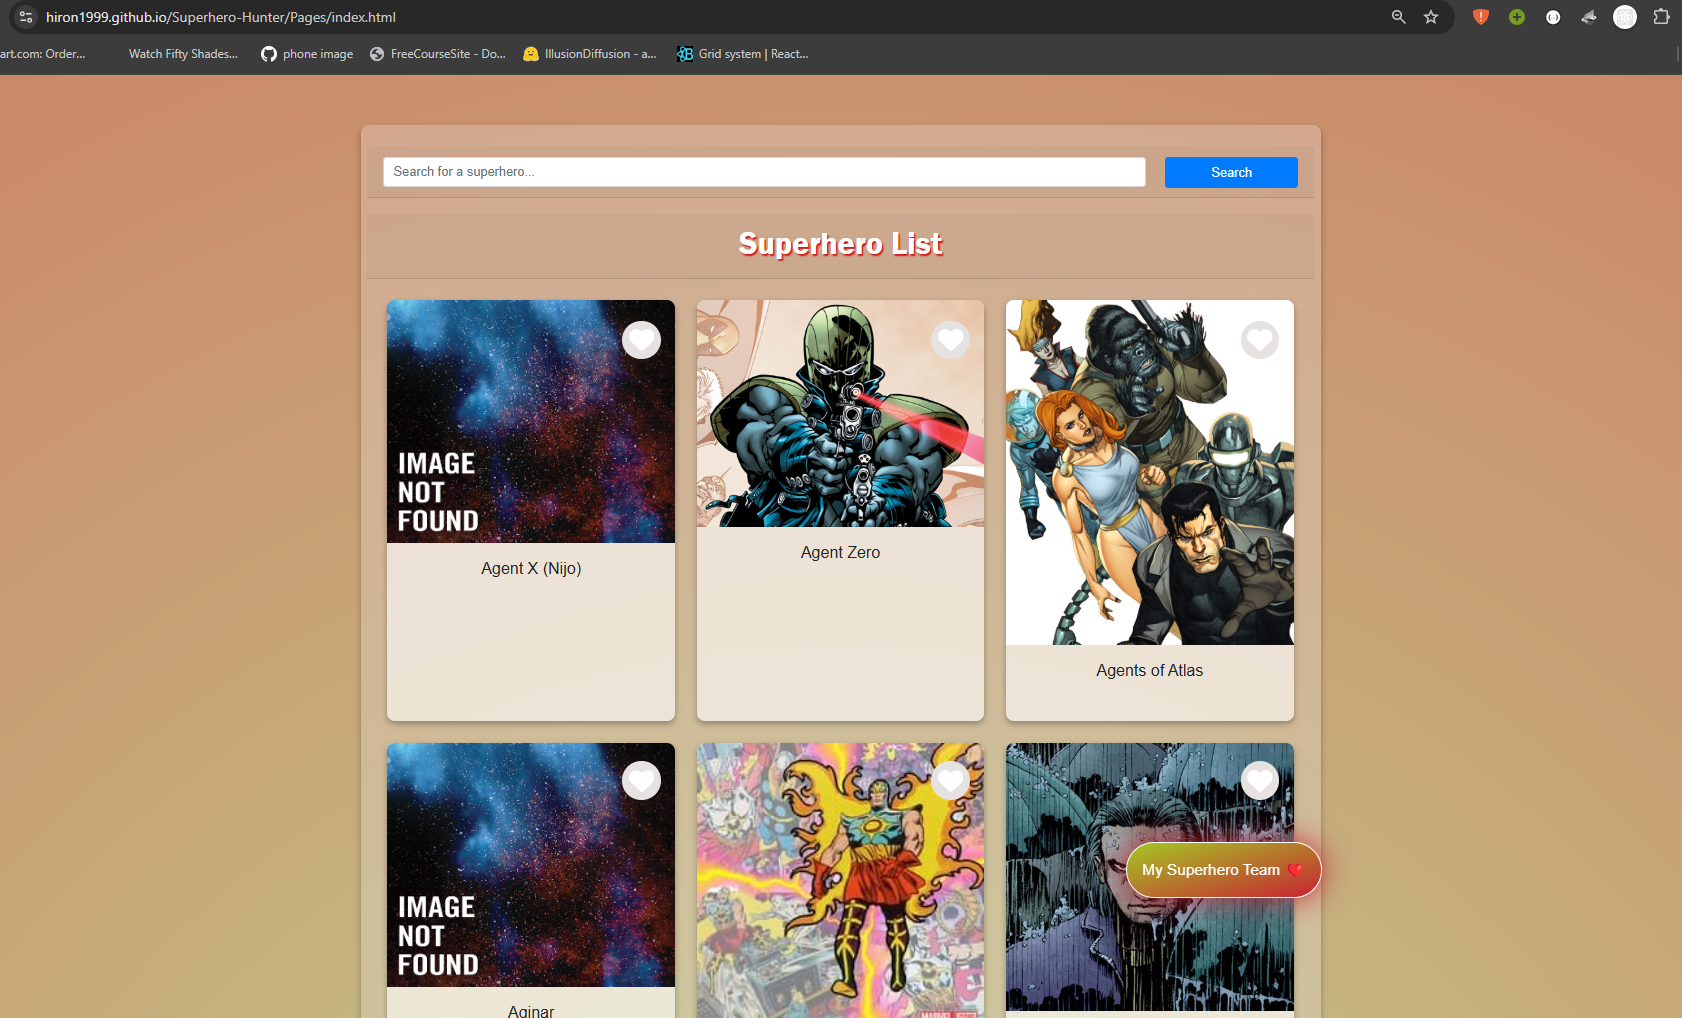 hiron1999.github.io/Superhero-Hunter/Pages/index.html
art.com: Order...
Watch Fifty Shades...
phone image
FreeCourseSite - Do...
IllusionDiffusion - a...
Grid system | React...
Search for a superhero...
Search
Superhero List
IMAGE
NOT
FOUND
Agent X (Nijo)
Agent Zero
Agents of Atlas
IMAGE
NOT
FOUND
My Superhero Team
Aginar
MARVEL